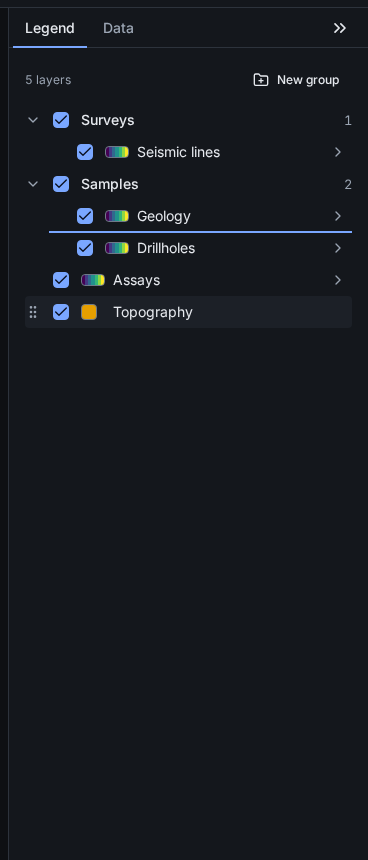 Legend Data
5 layers New group
Surveys 1
Seismic lines
Samples 2
Geology
Drillholes
Assays
Topography